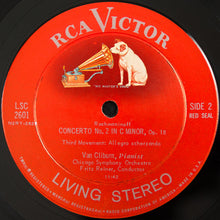 RCA VICTOR
"HIS MASTER'S VOICE"
LSC
2601
SIDE 2
RED SEAL
Rachmaninoff
CONCERTO No. 2 IN C MINOR, Op. 18
Third Movement: Allegro scherzando
Van Cliburn, Pianist
Chicago Symphony Orchestra
Fritz Reiner, Conductor
LIVING STEREO